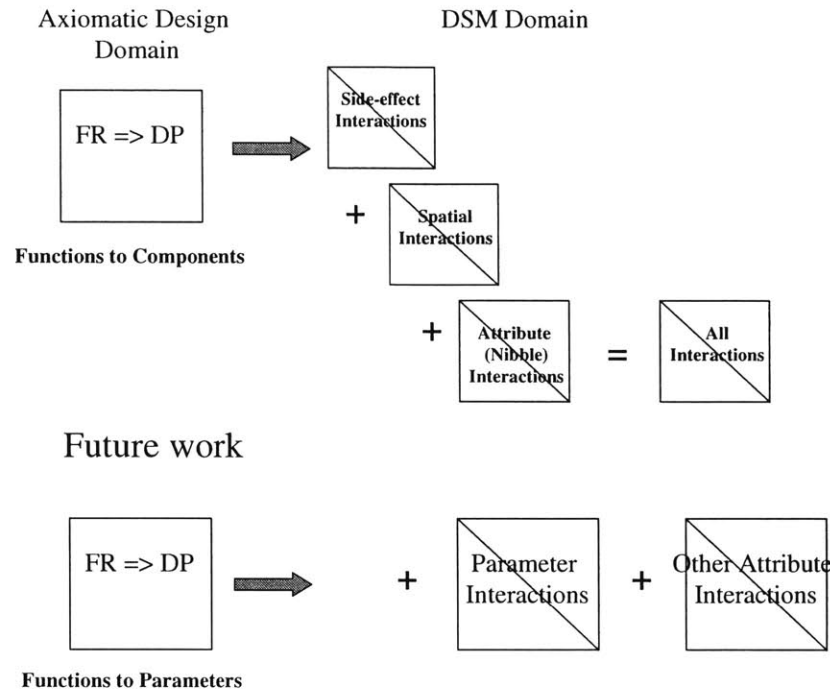 Axiomatic Design
Domain
DSM Domain
FR => DP
Functions to Components
Side-effect
Interactions
+
Spatial
Interactions
+
Attribute
(Nibble)
Interactions
=
All
Interactions
Future work
FR => DP
Functions to Parameters
+
Parameter
Interactions
+
Other Attribute
Interactions